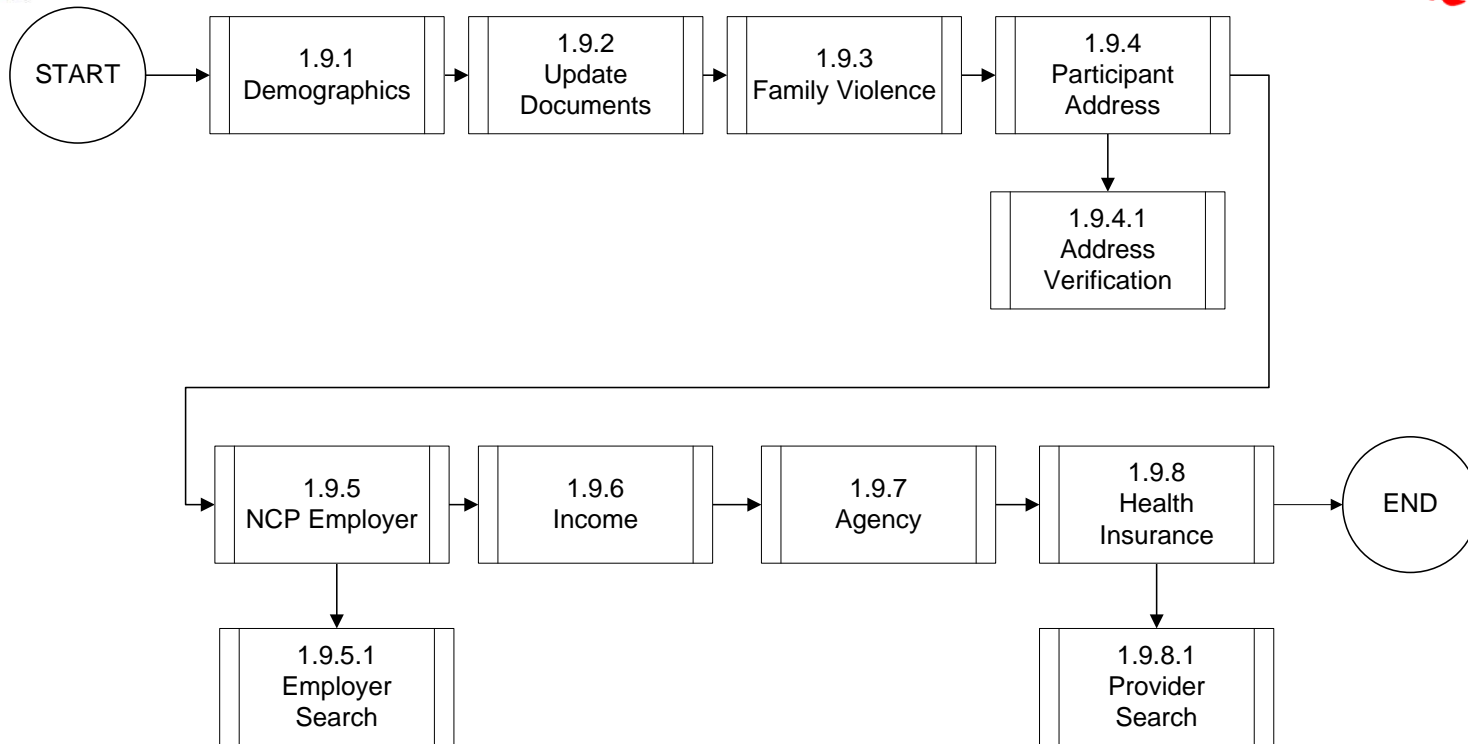 START
1.9.1
Demographics
1.9.2
Update
Documents
1.9.3
Family Violence
1.9.4
Participant
Address
1.9.4.1
Address
Verification
1.9.5
NCP Employer
1.9.6
Income
1.9.7
Agency
1.9.8
Health
Insurance
END
1.9.5.1
Employer
Search
1.9.8.1
Provider
Search